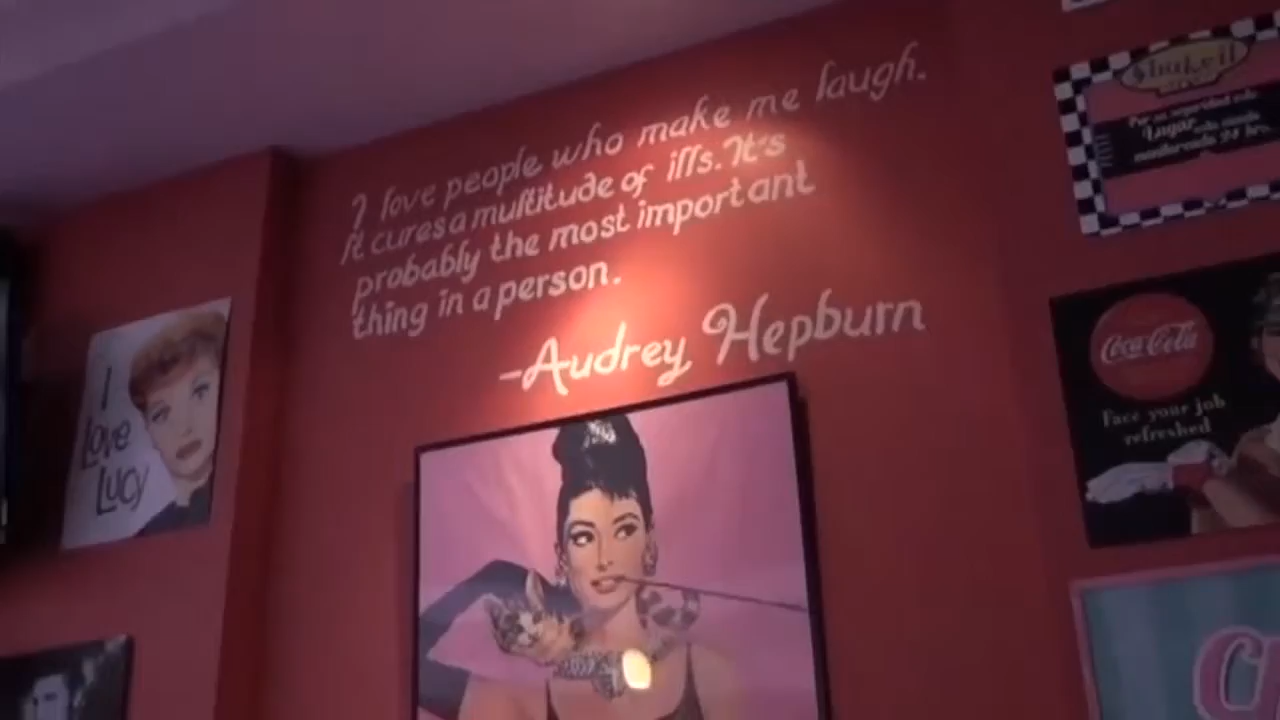 I love people who make me laugh.
It cures a multitude of ills. It's
probably the most important
thing in a person.
-Audrey Hepburn
I
Love
Lucy
Lugar
Coca-Cola
Face your job
refreshed